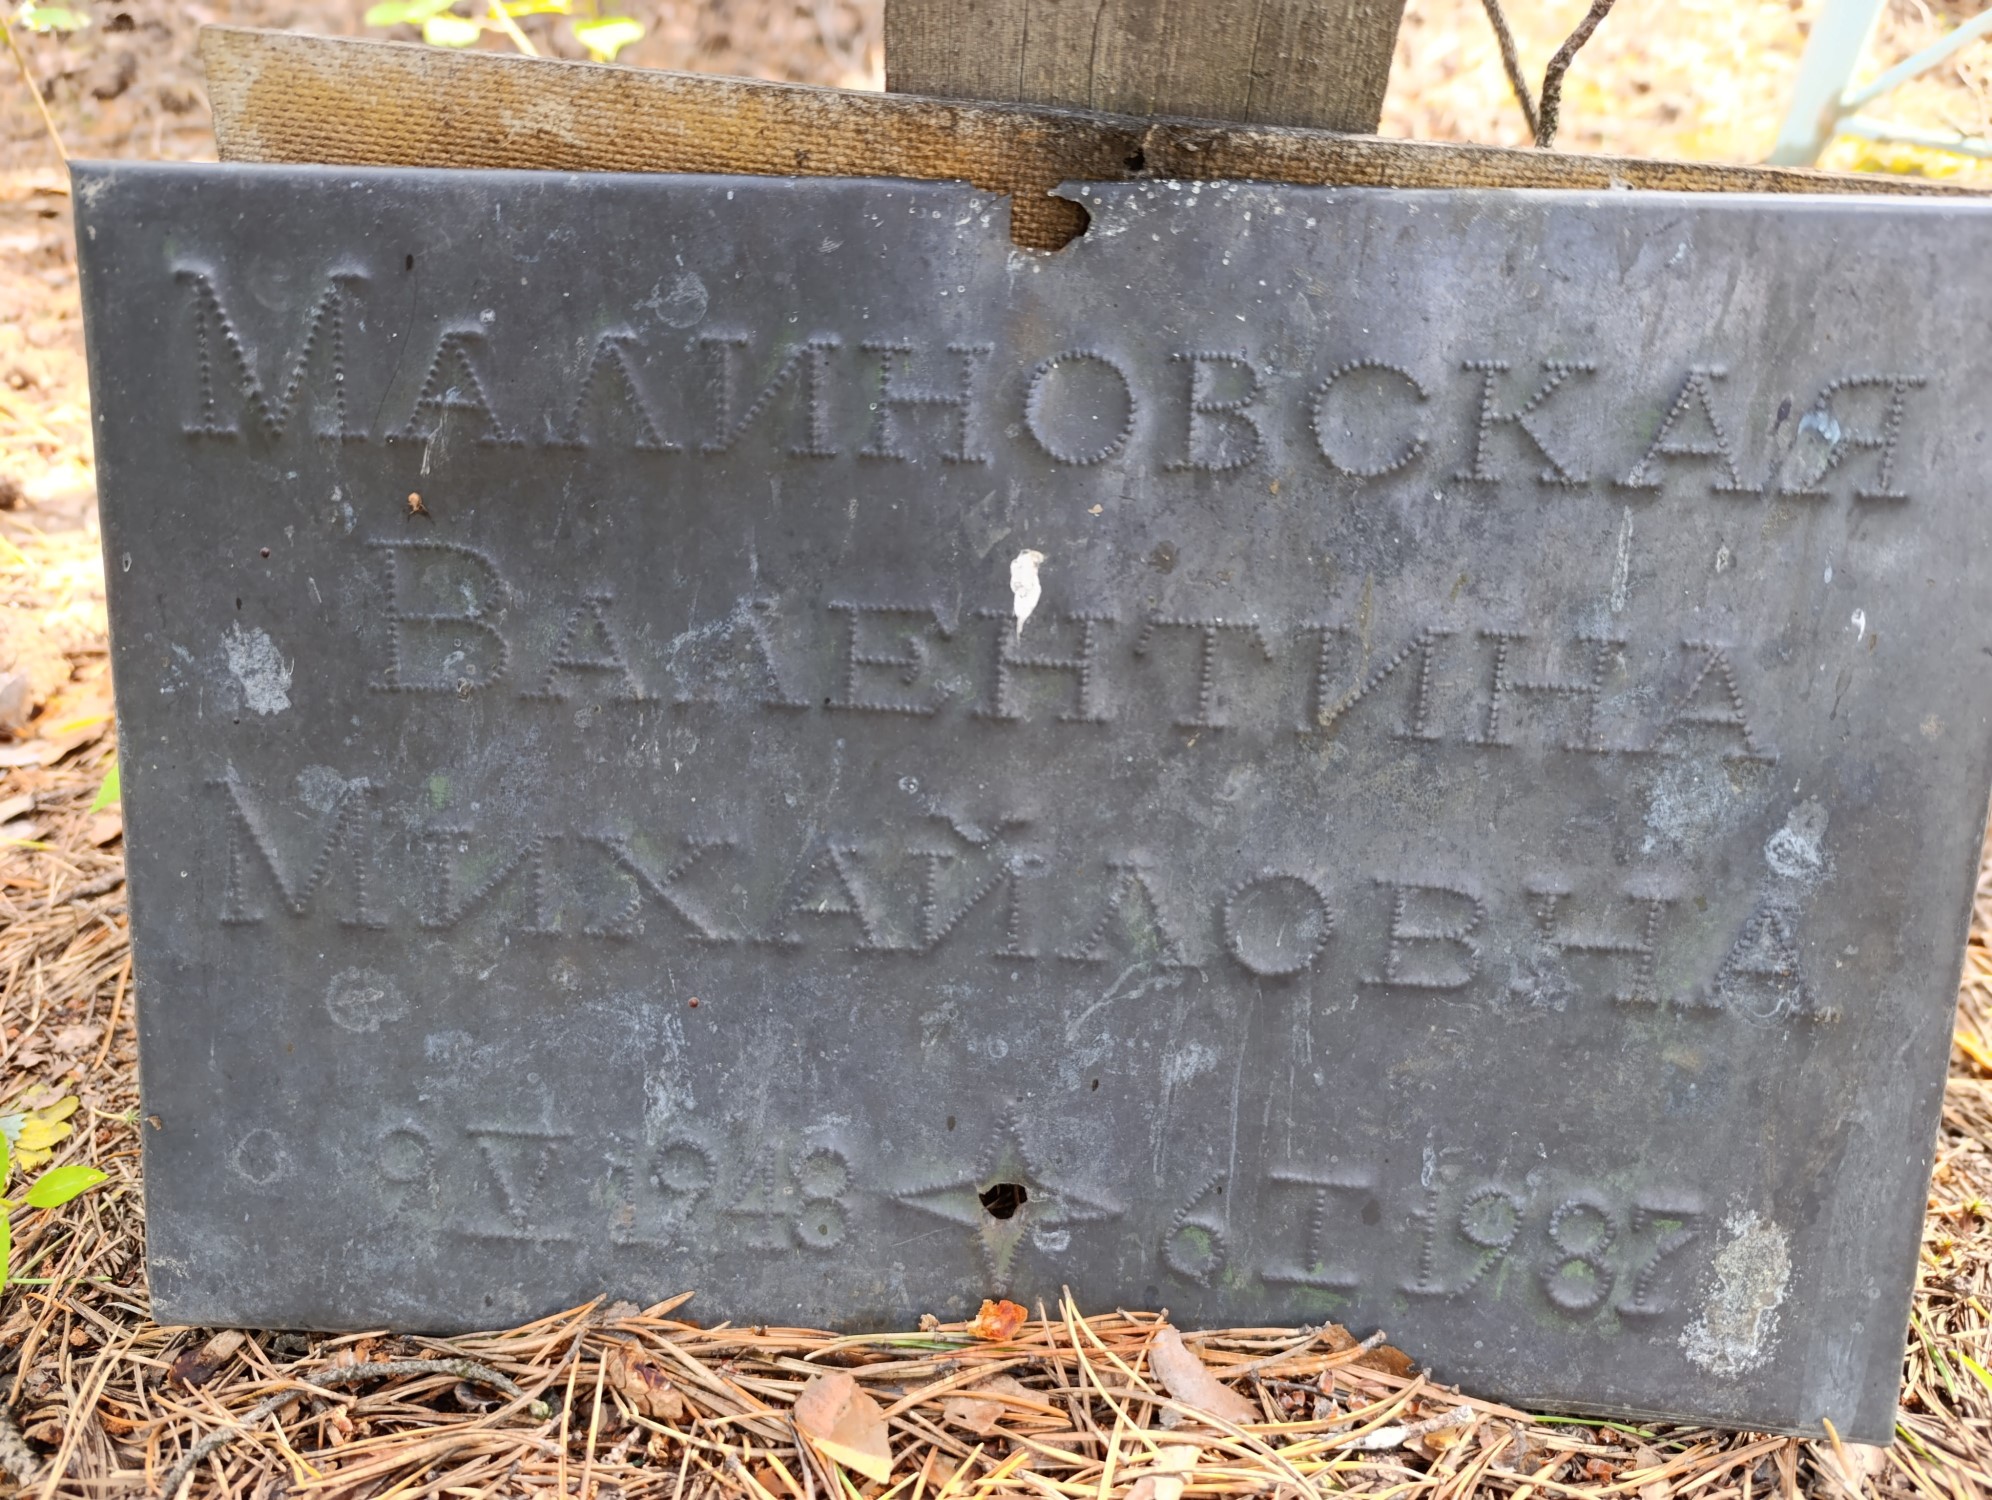 Малиновская
Валентина
Михайловна
9 V 1948 6 I 1987